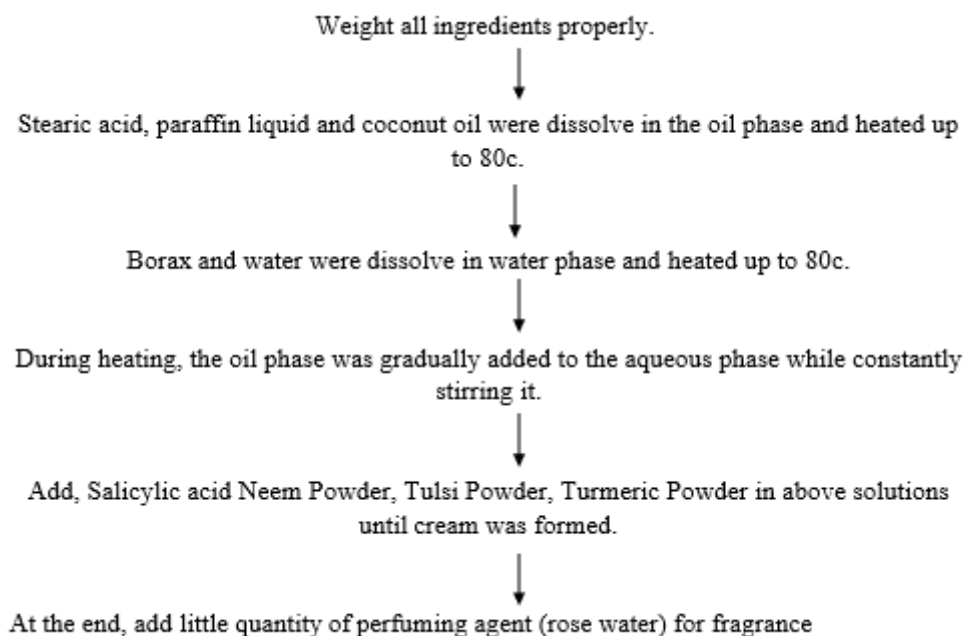 Weight all ingredients properly.
Stearic acid, paraffin liquid and coconut oil were dissolve in the oil phase and heated up
to 80c.
Borax and water were dissolve in water phase and heated up to 80c.
During heating, the oil phase was gradually added to the aqueous phase while constantly
stirring it.
Add, Salicylic acid Neem Powder, Tulsi Powder, Turmeric Powder in above solutions
until cream was formed.
At the end, add little quantity of perfuming agent (rose water) for fragrance